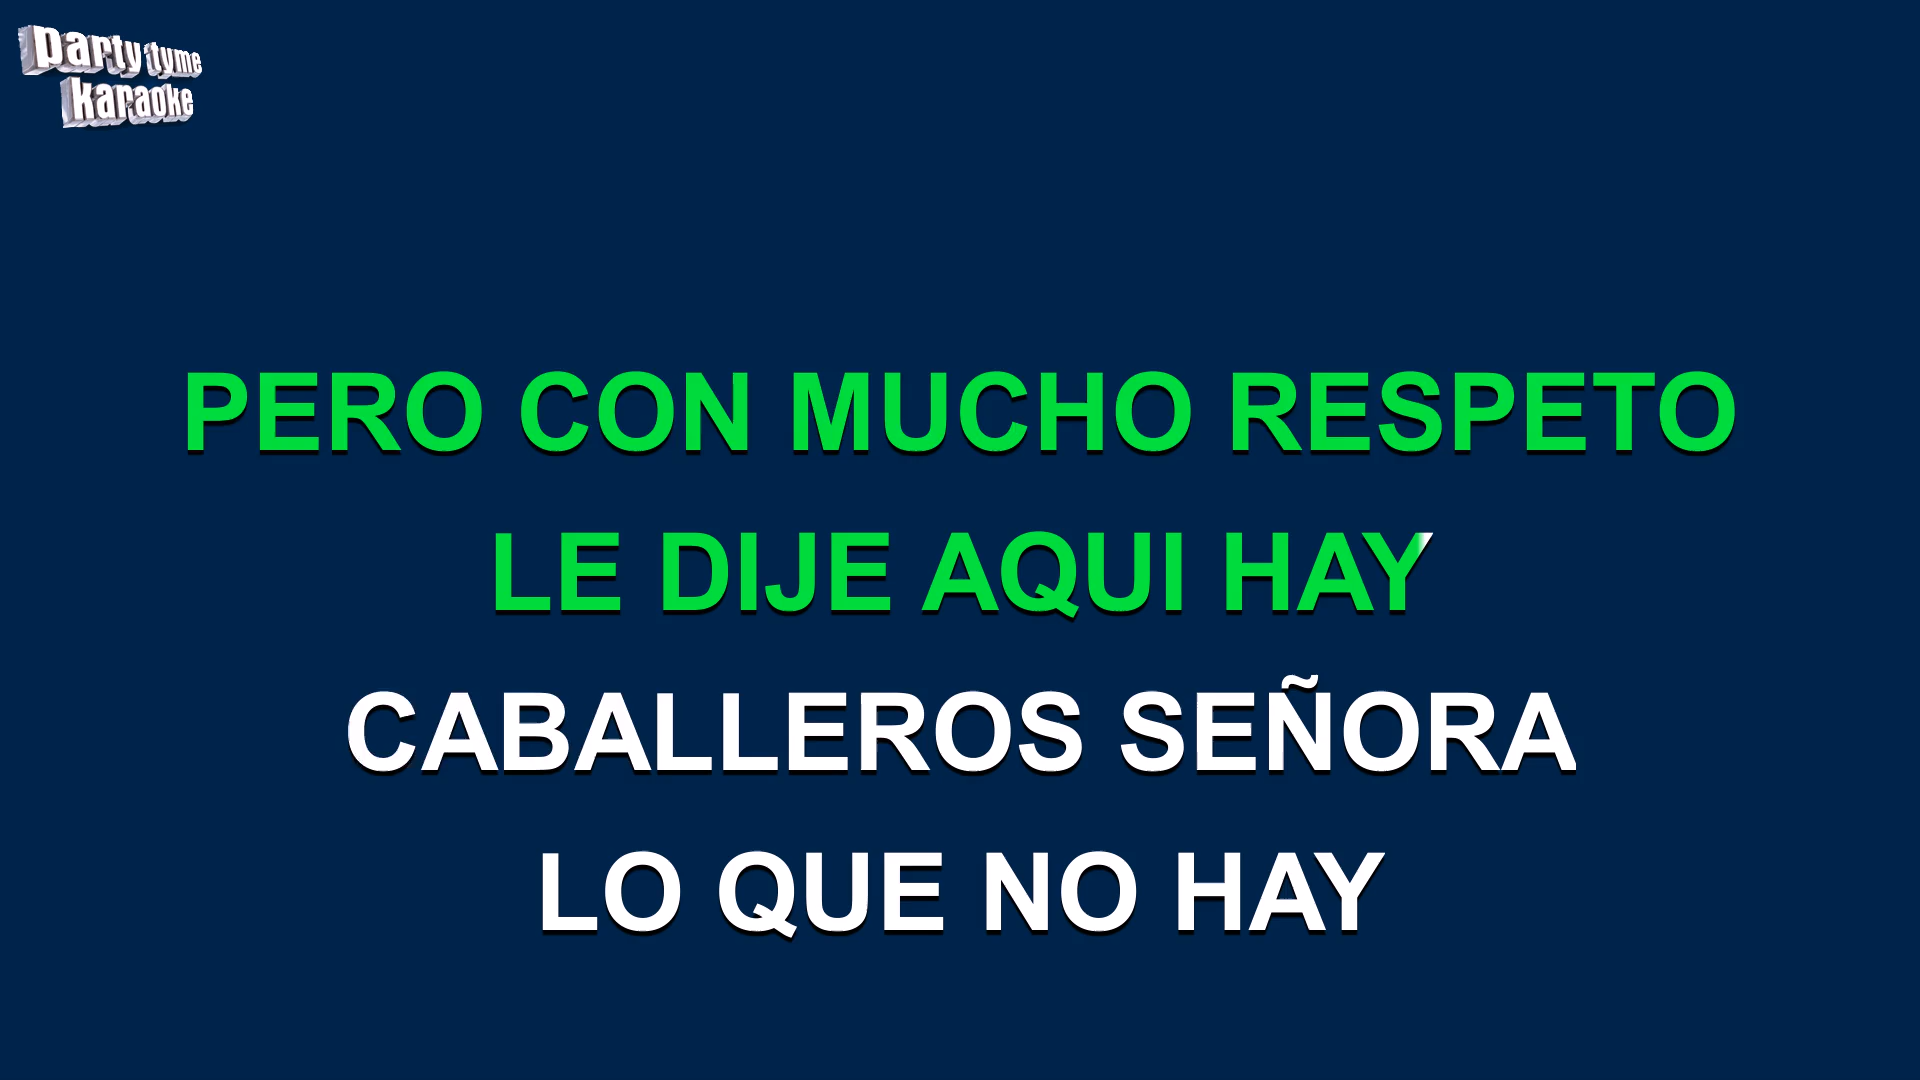 party tyme
karaoke
PERO CON MUCHO RESPETO
LE DIJE AQUI HAY
CABALLEROS SEÑORA
LO QUE NO HAY